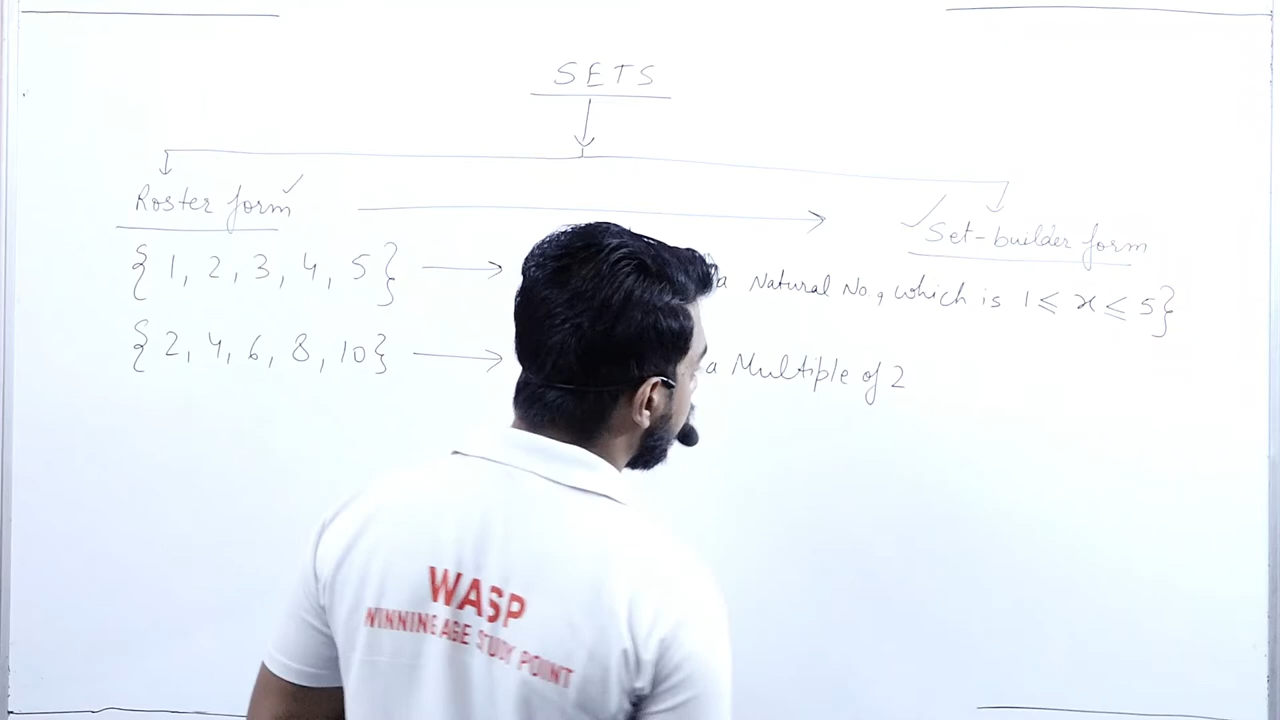 SETS
Roster form ✓ → ✓ Set-builder form
{1, 2, 3, 4, 5} → a Natural No, which is 1 ≤ x ≤ 5}
{2, 4, 6, 8, 10} → a Multiple of 2
WASP
WINNING AGE STUDY POINT